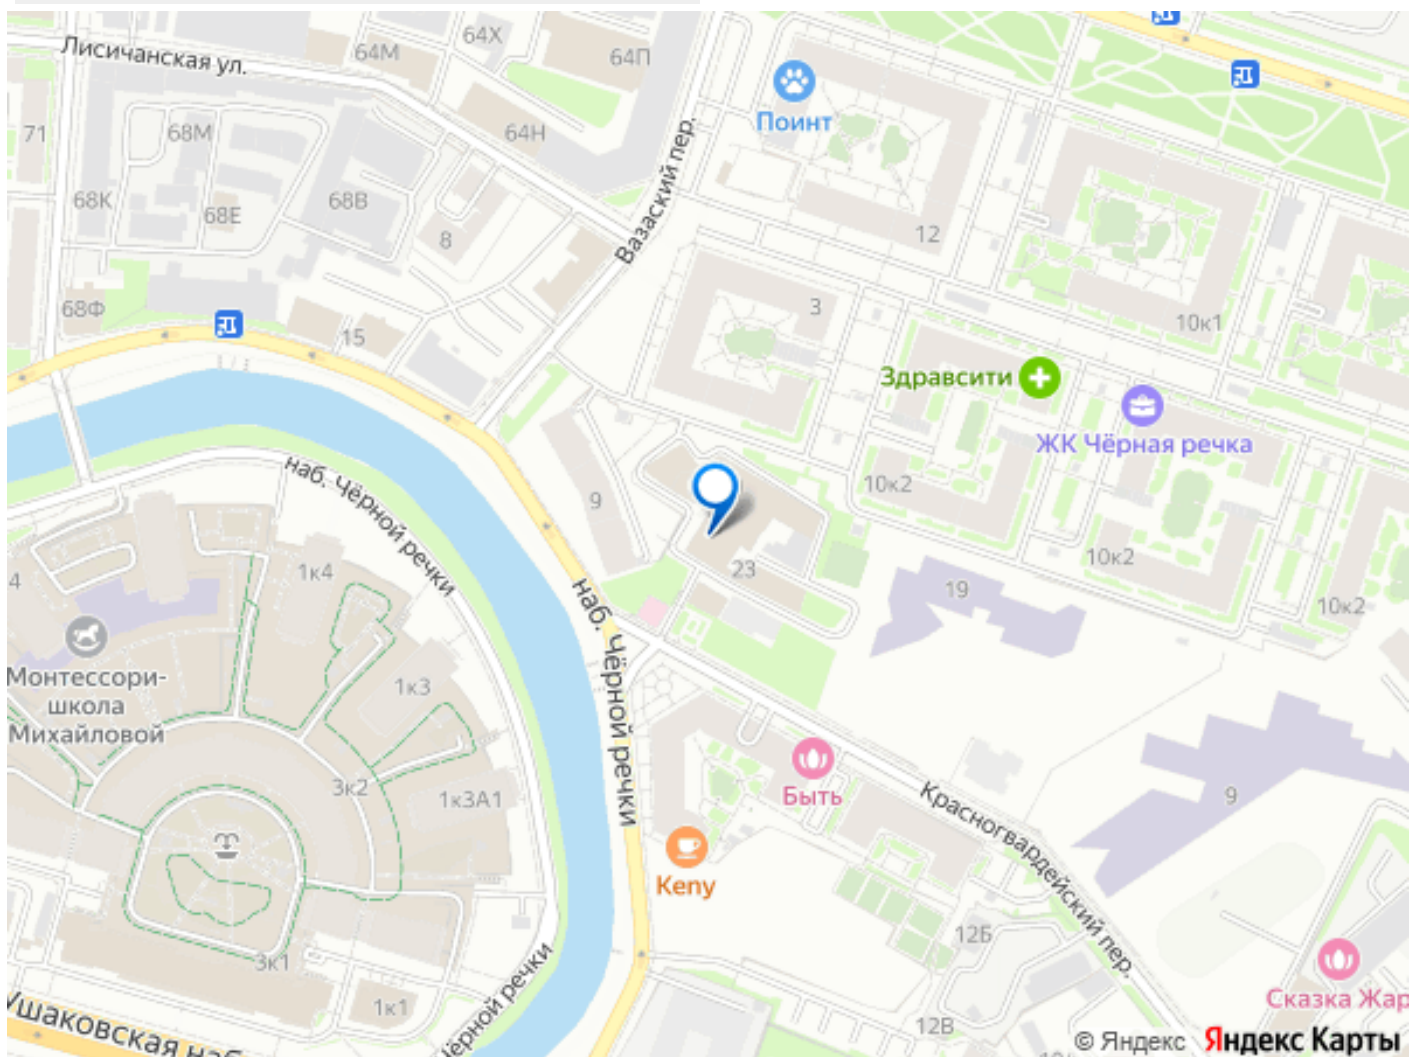 64Х
64М
64П
Лисичанская ул.
Поинт
71
68М
64Н
Вазаский пер.
68К
68Е
68В
8
12
68Ф
15
3
10к1
Здравсити
ЖК Чёрная речка
наб. Чёрной речки
9
10к2
23
10к2
19
10к2
4
1к4
наб. Чёрной речки
Монтессори-
школа
Михайловой
1к3
3к2
1к3А1
Быть
Красногвардейский пер.
9
Keny
12Б
3к1
1к1
Чёрной речки
Сказка Жар
12В
Ушаковская наб
© Яндекс Яндекс Карты